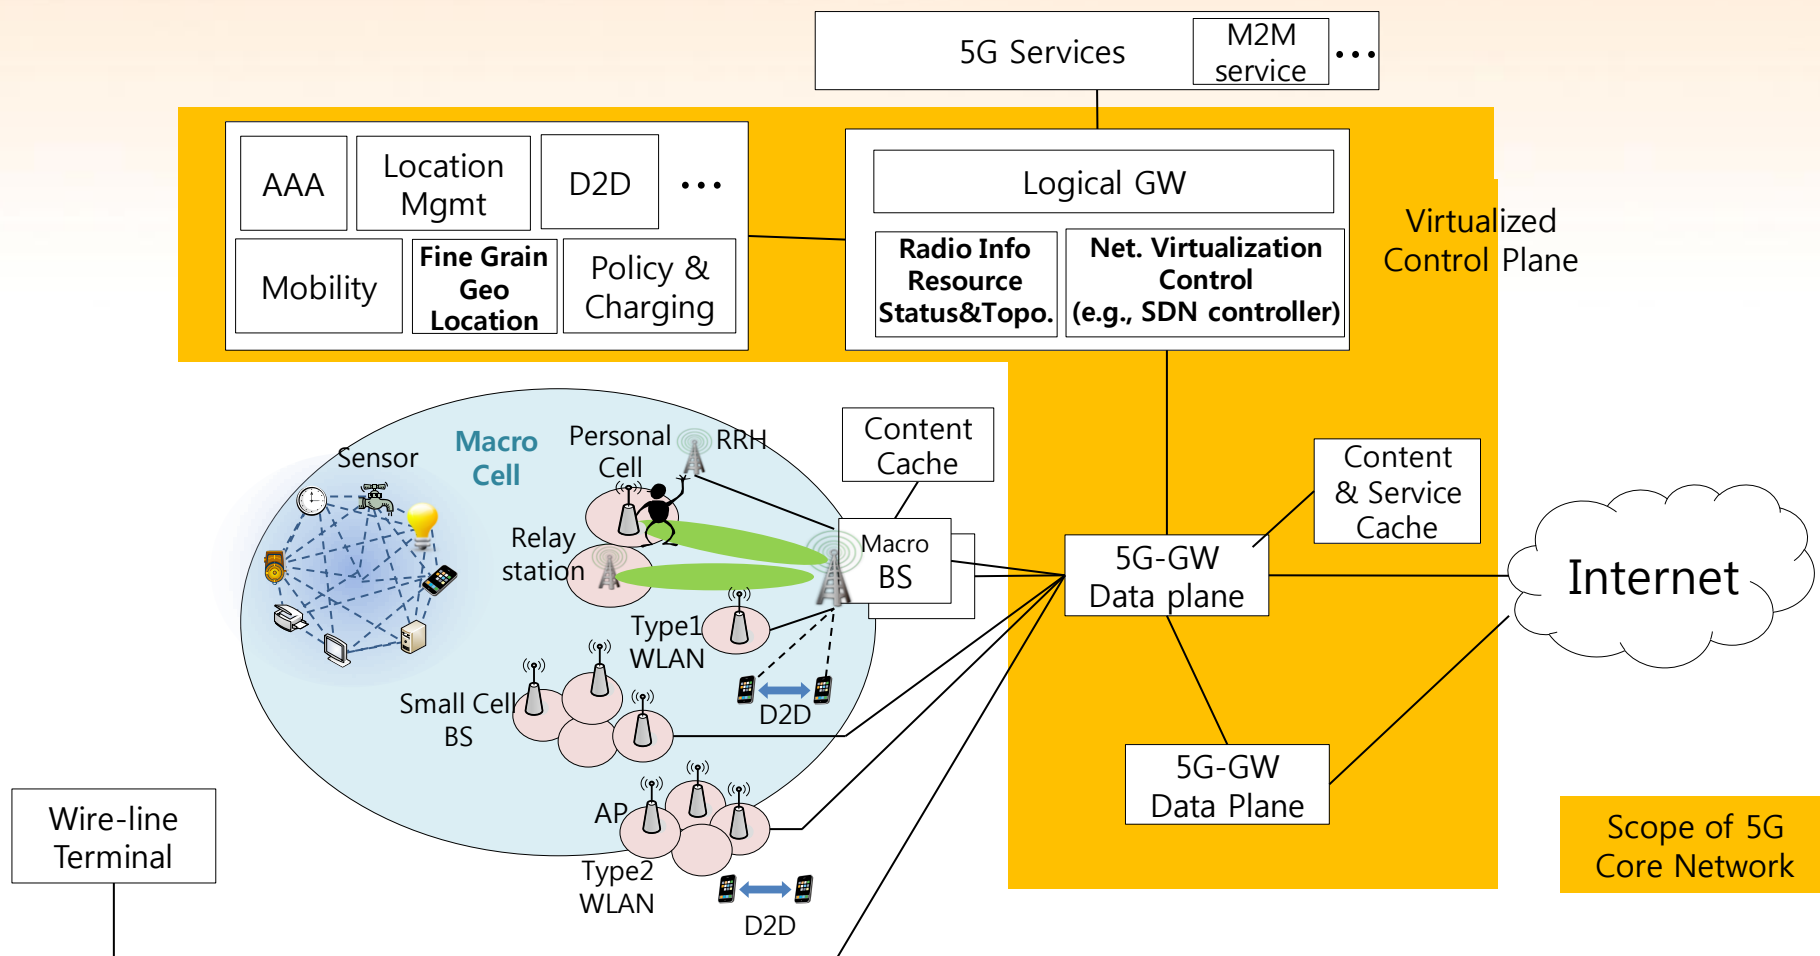 5G Services
M2M
service
...
AAA
Location
Mgmt
D2D
...
Mobility
Fine Grain
Geo
Location
Policy &
Charging
Logical GW
Radio Info
Resource
Status&Topo.
Net. Virtualization
Control
(e.g., SDN controller)
Virtualized
Control Plane
Sensor
Macro
Cell
Personal
Cell
RRH
Content
Cache
Relay
station
Macro
BS
Type1
WLAN
Small Cell
BS
D2D
AP
Type2
WLAN
D2D
5G-GW
Data plane
Content
& Service
Cache
Internet
5G-GW
Data Plane
Wire-line
Terminal
Scope of 5G
Core Network